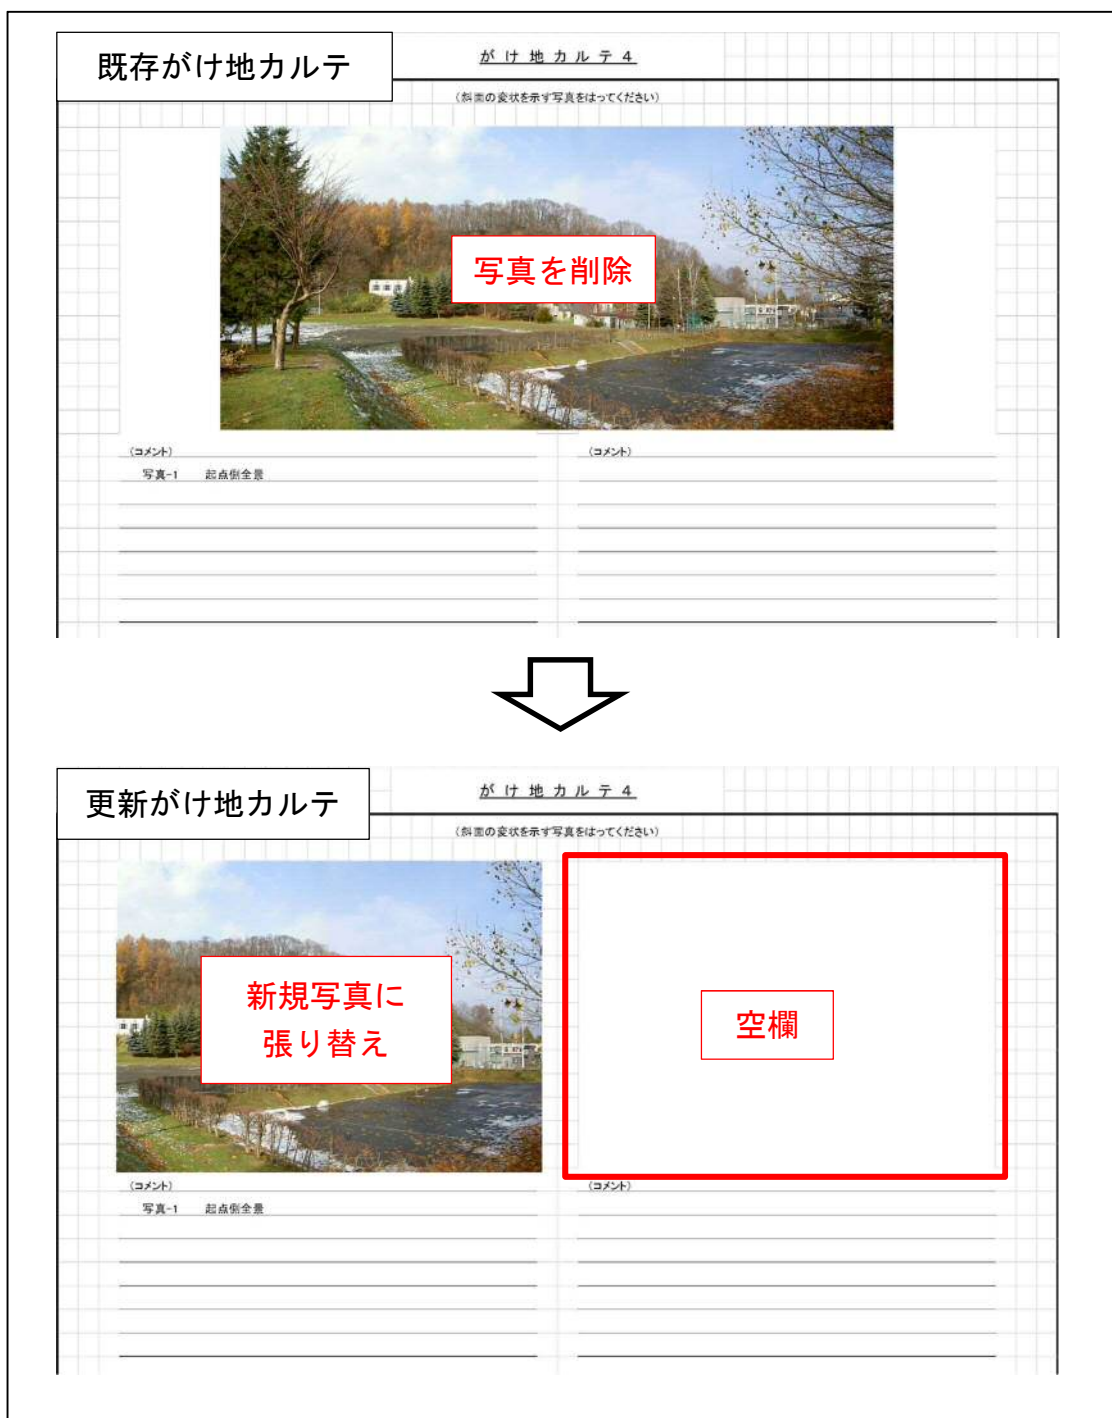 既存がけ地カルテ
がけ地カルテ4
(斜面の変状を示す写真をはってください)
写真を削除
(コメント)
(コメント)
写真-1 起点側全景
更新がけ地カルテ
がけ地カルテ4
(斜面の変状を示す写真をはってください)
新規写真に
張り替え
空欄
(コメント)
(コメント)
写真-1 起点側全景